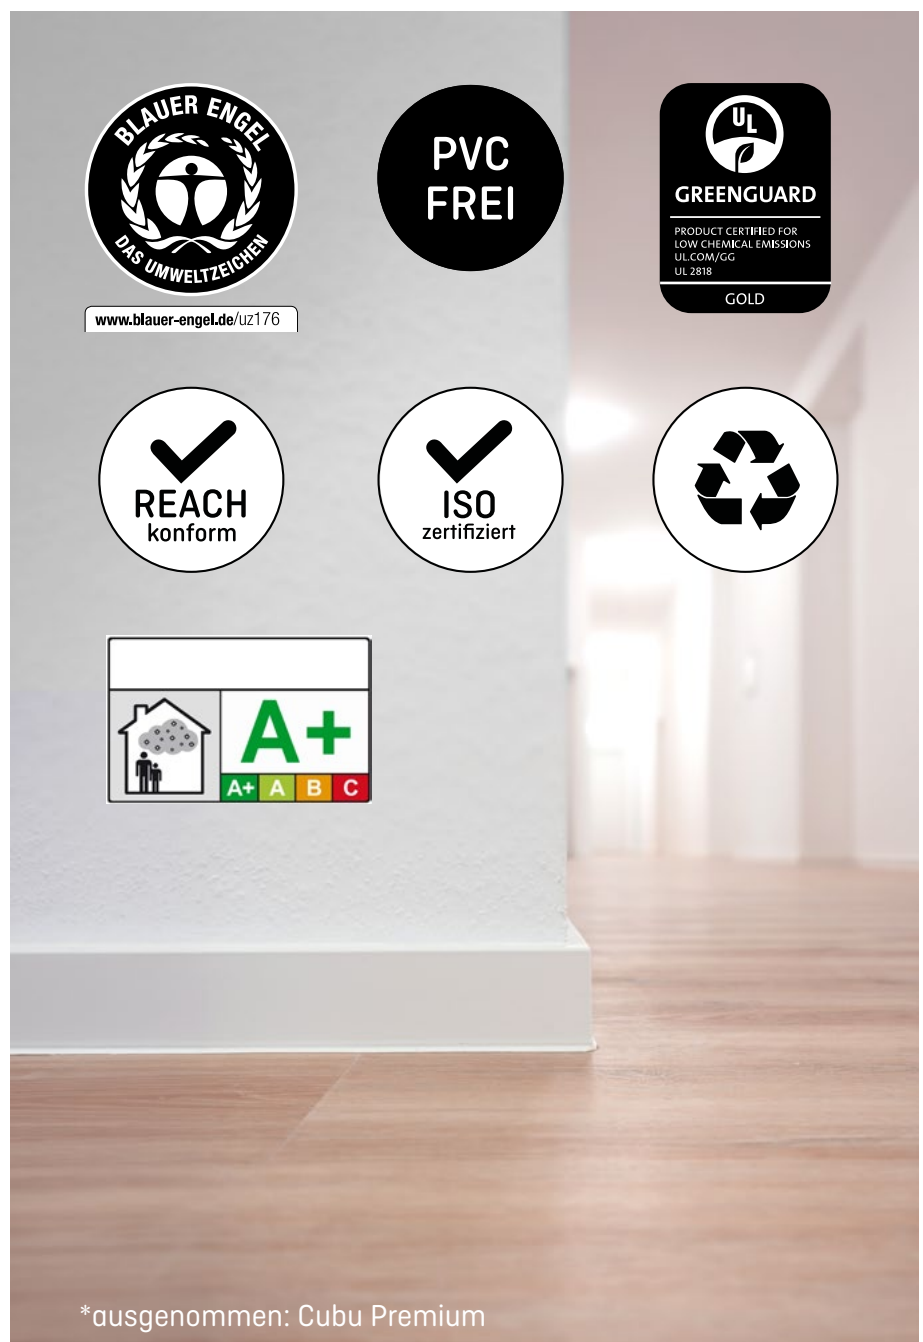 BLAUER ENGEL
DAS UMWELTZEICHEN
www.blauer-engel.de/uz176
PVC
FREI
UL
GREENGUARD
PRODUCT CERTIFIED FOR
LOW CHEMICAL EMISSIONS
UL.COM/GG
UL 2818
GOLD
REACH
konform
ISO
zertifiziert
A+
A+ A B C
*ausgenommen: Cubu Premium